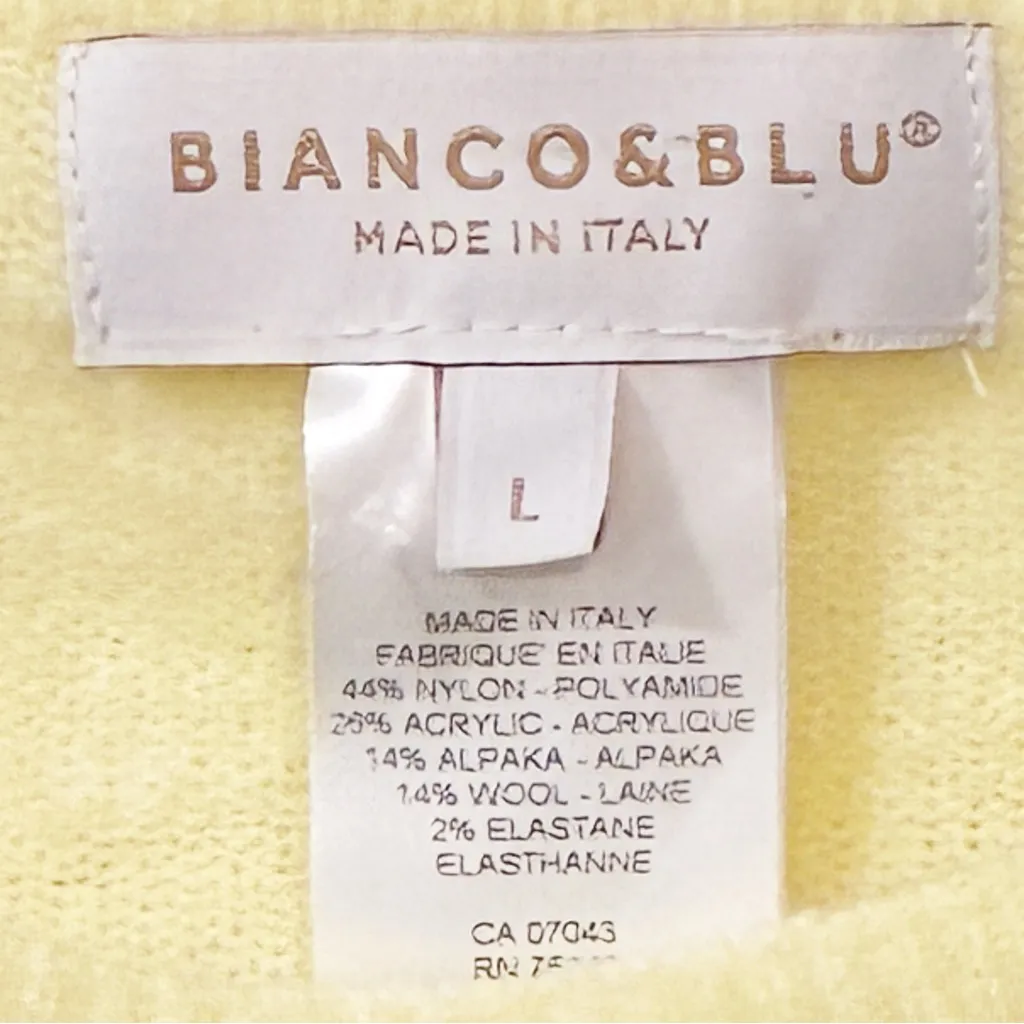 BIANCO&BLU®
MADE IN ITALY
L
MADE IN ITALY
FABRIQUE EN ITALIE
44% NYLON - POLYAMIDE
26% ACRYLIC - ACRYLIQUE
14% ALPAKA - ALPAKA
14% WOOL - LAINE
2% ELASTANE
ELASTHANNE
CA 07043
RN